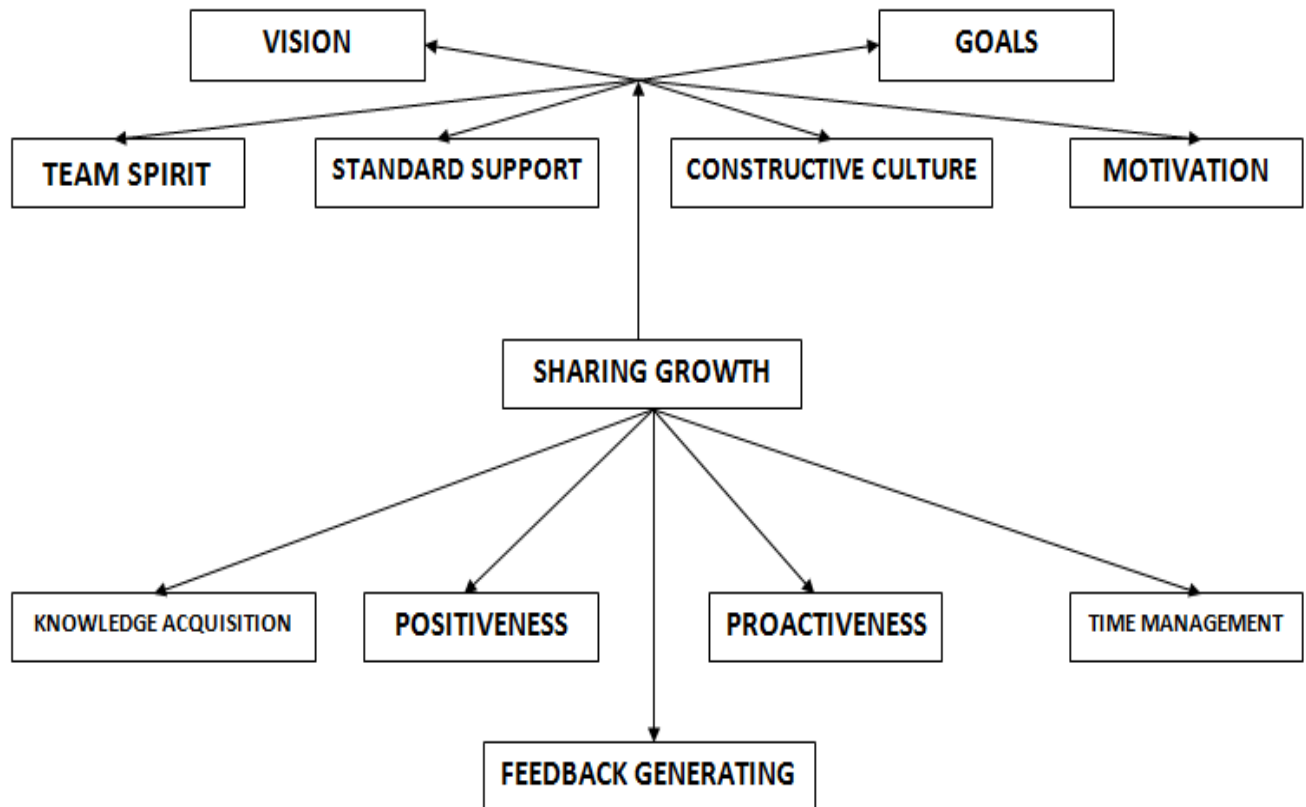 VISION
GOALS
TEAM SPIRIT
STANDARD SUPPORT
CONSTRUCTIVE CULTURE
MOTIVATION
SHARING GROWTH
KNOWLEDGE ACQUISITION
POSITIVENESS
PROACTIVENESS
TIME MANAGEMENT
FEEDBACK GENERATING